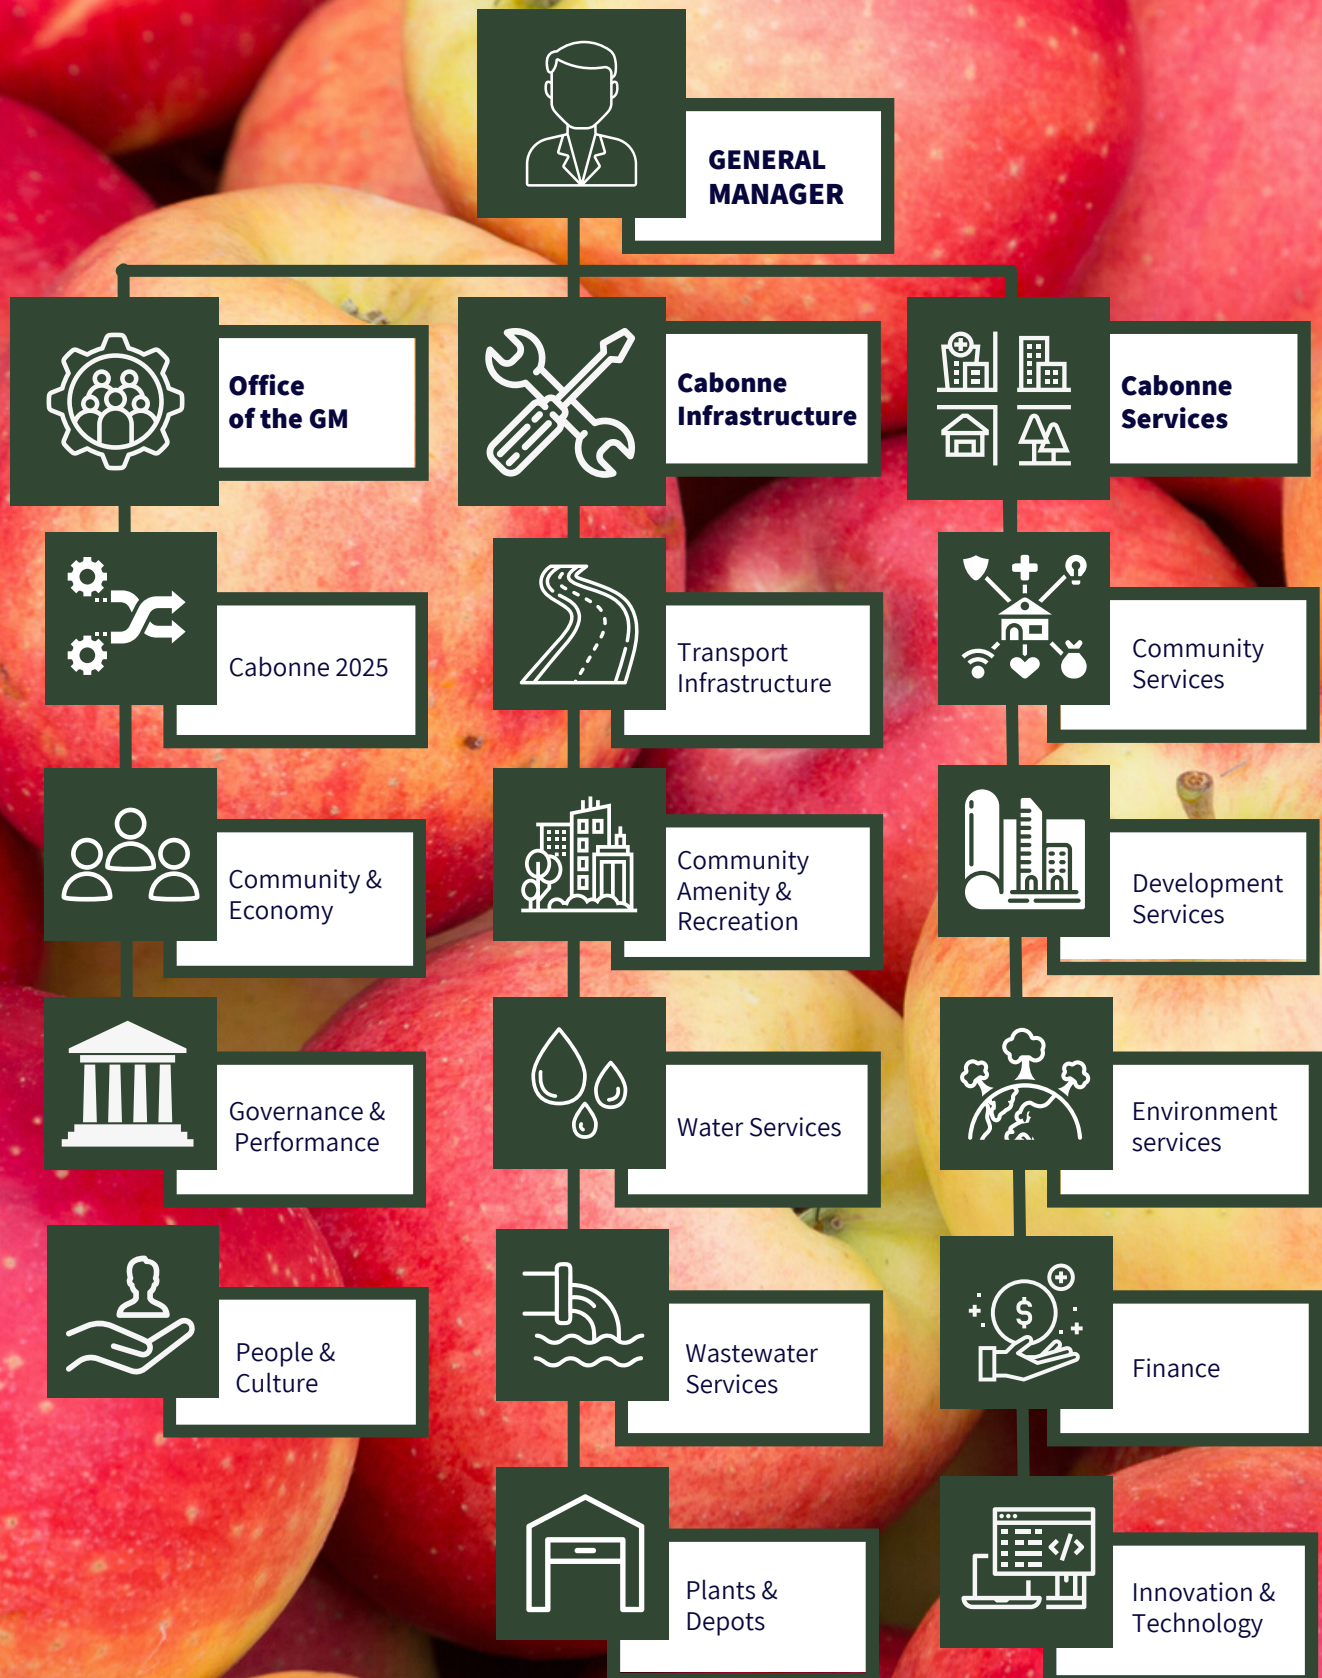 GENERAL
MANAGER
Office
of the GM
Cabonne 2025
Community &
Economy
Governance &
Performance
People &
Culture
Cabonne
Infrastructure
Transport
Infrastructure
Community
Amenity &
Recreation
Water Services
Wastewater
Services
Plants &
Depots
Cabonne
Services
Community
Services
Development
Services
Environment
services
Finance
Innovation &
Technology